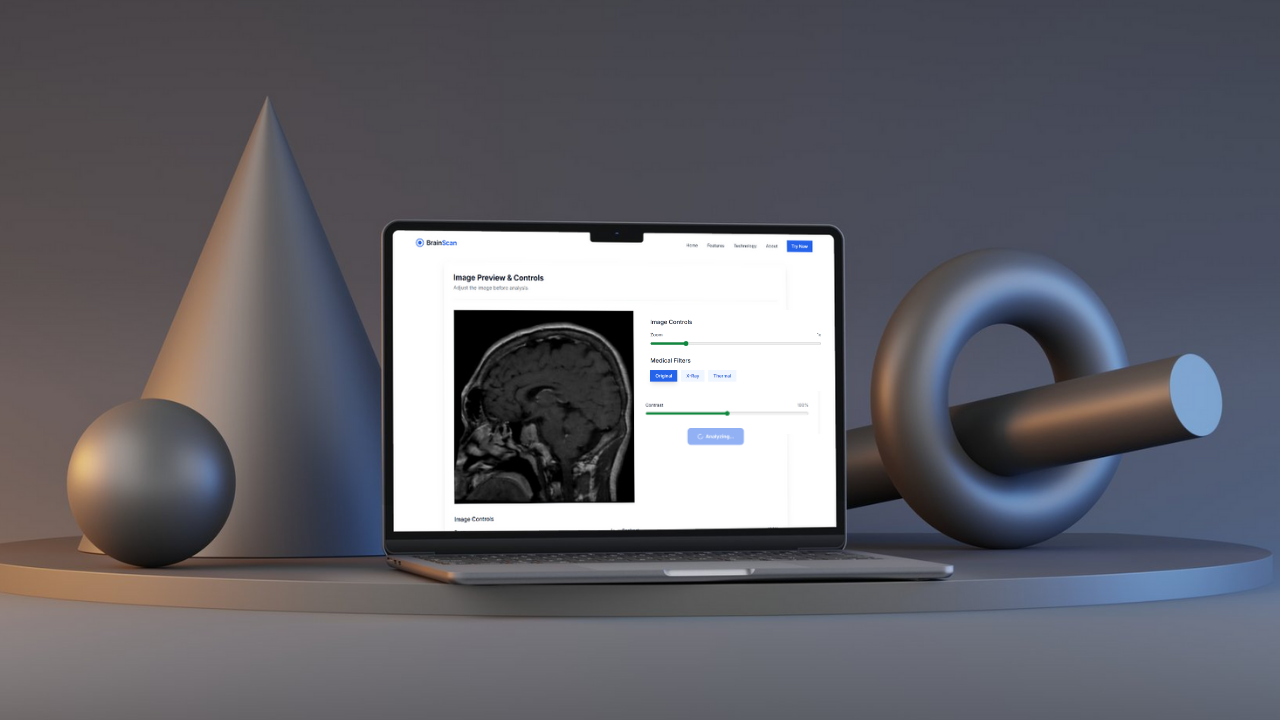 BrainScan
Home Features Technology About Try Now
Image Preview & Controls
Adjust the image before analysis
Image Controls
Zoom
Medical Filters
Original X-Ray Thermal
Contrast 100%
Analyzing...
Image Controls